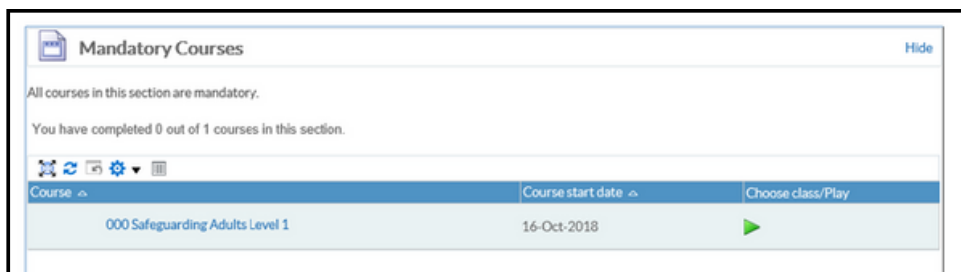 Mandatory Courses
Hide
All courses in this section are mandatory.
You have completed 0 out of 1 courses in this section.
Course Course start date Choose class/Play
000 Safeguarding Adults Level 1 16-Oct-2018